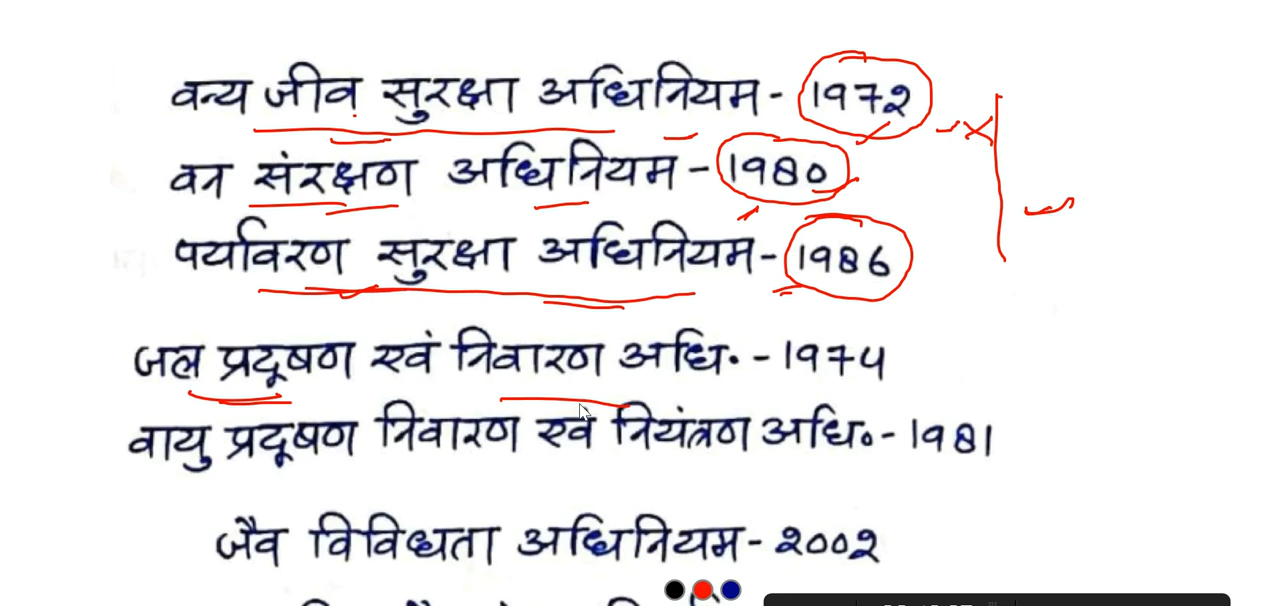 वन्य जीव सुरक्षा अधिनियम - 1972
वन संरक्षण अधिनियम - 1980
पर्यावरण सुरक्षा अधिनियम - 1986
जल प्रदूषण एवं निवारण अधि॰ - 1974
वायु प्रदूषण निवारण एवं नियंत्रण अधि॰ - 1981
जैव विविधता अधिनियम - 2002